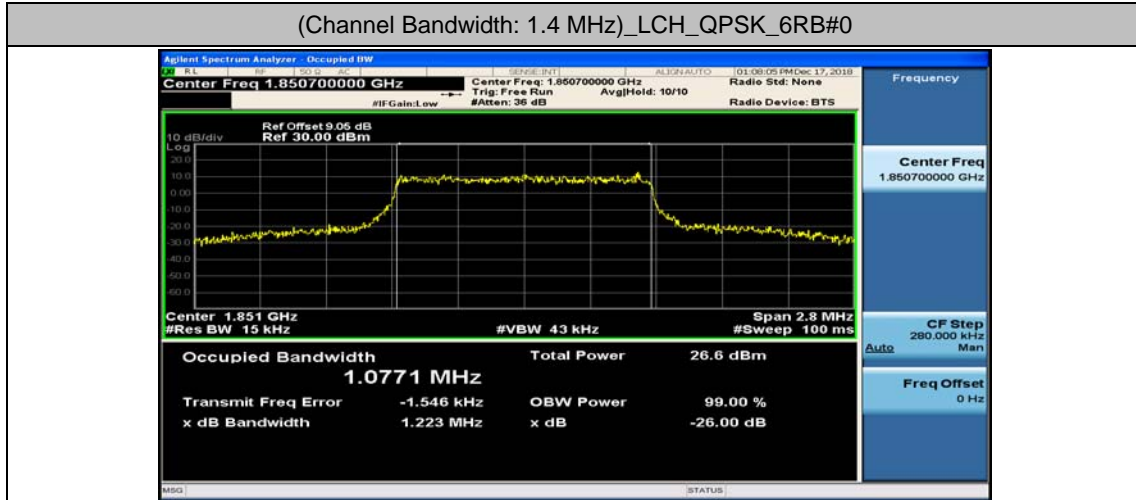 (Channel Bandwidth: 1.4 MHz)_LCH_QPSK_6RB#0
Agilent Spectrum Analyzer - Occupied BW
RL RF 50 Ω AC SENSE:INT ALIGN AUTO 01:08:05 PM Dec 17, 2018
Center Freq 1.850700000 GHz
Center Freq: 1.850700000 GHz
Radio Std: None
Trig: Free Run Avg|Hold: 10/10
#IFGain:Low #Atten: 36 dB Radio Device: BTS
Ref Offset 9.05 dB
10 dB/div Ref 30.00 dBm
Log
20.0
10.0
0.00
-10.0
-20.0
-30.0
-40.0
-50.0
-60.0
Center 1.851 GHz Span 2.8 MHz
#Res BW 15 kHz #VBW 43 kHz #Sweep 100 ms
Occupied Bandwidth Total Power 26.6 dBm
1.0771 MHz
Transmit Freq Error -1.546 kHz OBW Power 99.00 %
x dB Bandwidth 1.223 MHz x dB -26.00 dB
MSG STATUS
Frequency
Center Freq
1.850700000 GHz
CF Step
280.000 kHz
Auto Man
Freq Offset
0 Hz